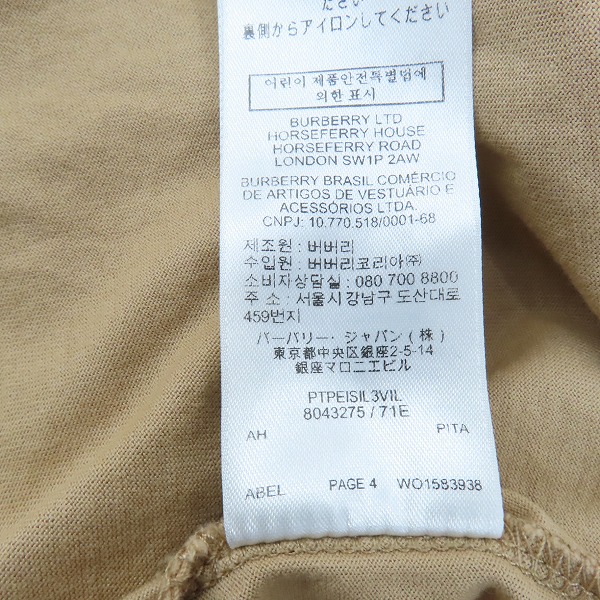 ださい
裏側からアイロンしてください
어린이 제품안전특별법에
의한 표시
BURBERRY LTD
HORSEFERRY HOUSE
HORSEFERRY ROAD
LONDON SW1P 2AW
BURBERRY BRASIL COMÉRCIO
DE ARTIGOS DE VESTUÁRIO E
ACESSÓRIOS LTDA.
CNPJ: 10.770.518/0001-68
제조원 : 버버리
수입원 : 버버리코리아㈜
소비자상담실 : 080 700 8800
주 소 : 서울시강남구 도산대로
459번지
バーバリー・ジャパン(株)
東京都中央区銀座2-5-14
銀座マロニエビル
PTPEISIL3VIL
8043275 / 71E
AH PITA
ABEL PAGE 4 WO1583938